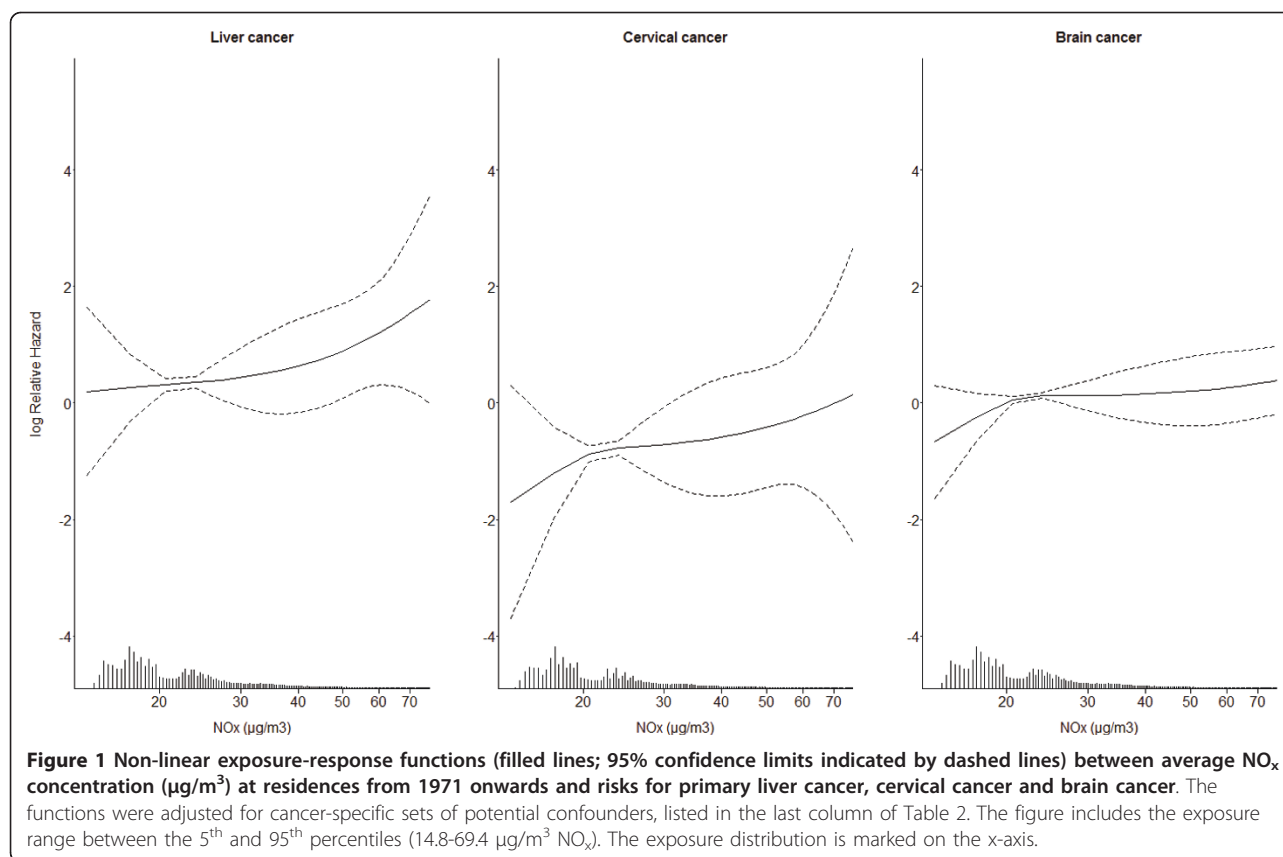 Liver cancer
Cervical cancer
Brain cancer
log Relative Hazard
4
2
0
-2
-4
20 30 40 50 60 70
NOx (µg/m3)
4
2
0
-2
-4
20 30 40 50 60 70
NOx (µg/m3)
4
2
0
-2
-4
20 30 40 50 60 70
NOx (µg/m3)
Figure 1 Non-linear exposure-response functions (filled lines; 95% confidence limits indicated by dashed lines) between average NOx
concentration (µg/m³) at residences from 1971 onwards and risks for primary liver cancer, cervical cancer and brain cancer. The
functions were adjusted for cancer-specific sets of potential confounders, listed in the last column of Table 2. The figure includes the exposure
range between the 5th and 95th percentiles (14.8-69.4 µg/m³ NOx). The exposure distribution is marked on the x-axis.